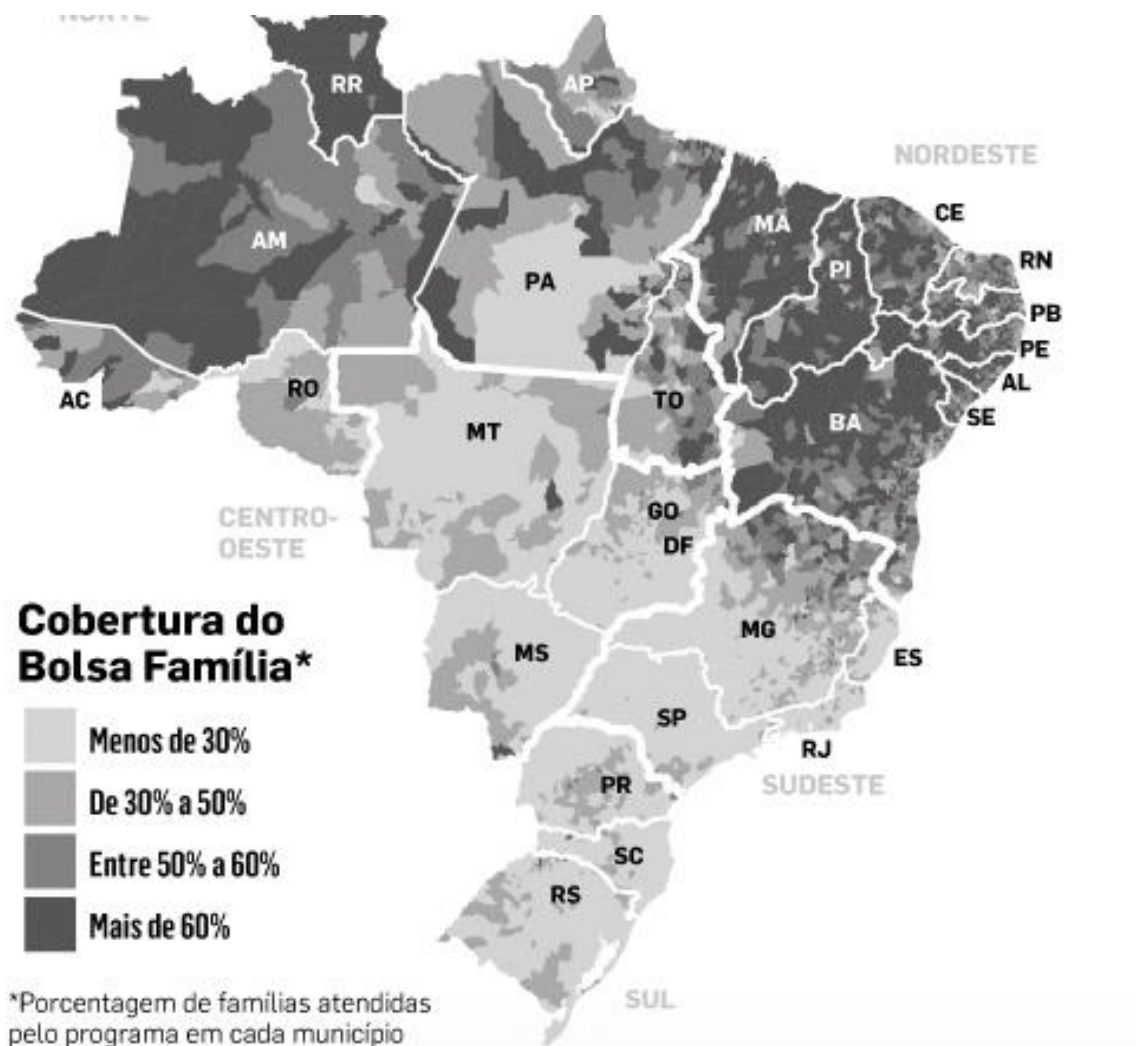 NORTE
RR
AP
NORDESTE
CE
MA
AM
RN
PI
PA
PB
PE
AL
AC
RO
TO
SE
BA
MT
CENTRO-
OESTE
GO
DF
Cobertura do
Bolsa Família*
MG
MS
ES
Menos de 30%
SP
RJ
SUDESTE
De 30% a 50%
PR
Entre 50% a 60%
SC
RS
Mais de 60%
*Porcentagem de famílias atendidas
pelo programa em cada município
SUL